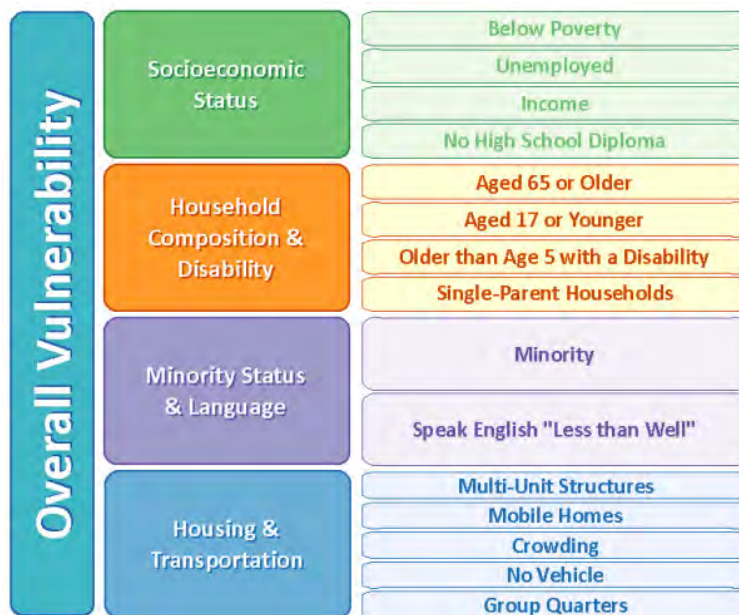 Overall Vulnerability
Socioeconomic
Status
Below Poverty
Unemployed
Income
No High School Diploma
Household
Composition &
Disability
Aged 65 or Older
Aged 17 or Younger
Older than Age 5 with a Disability
Single-Parent Households
Minority Status
& Language
Minority
Speak English "Less than Well"
Housing &
Transportation
Multi-Unit Structures
Mobile Homes
Crowding
No Vehicle
Group Quarters